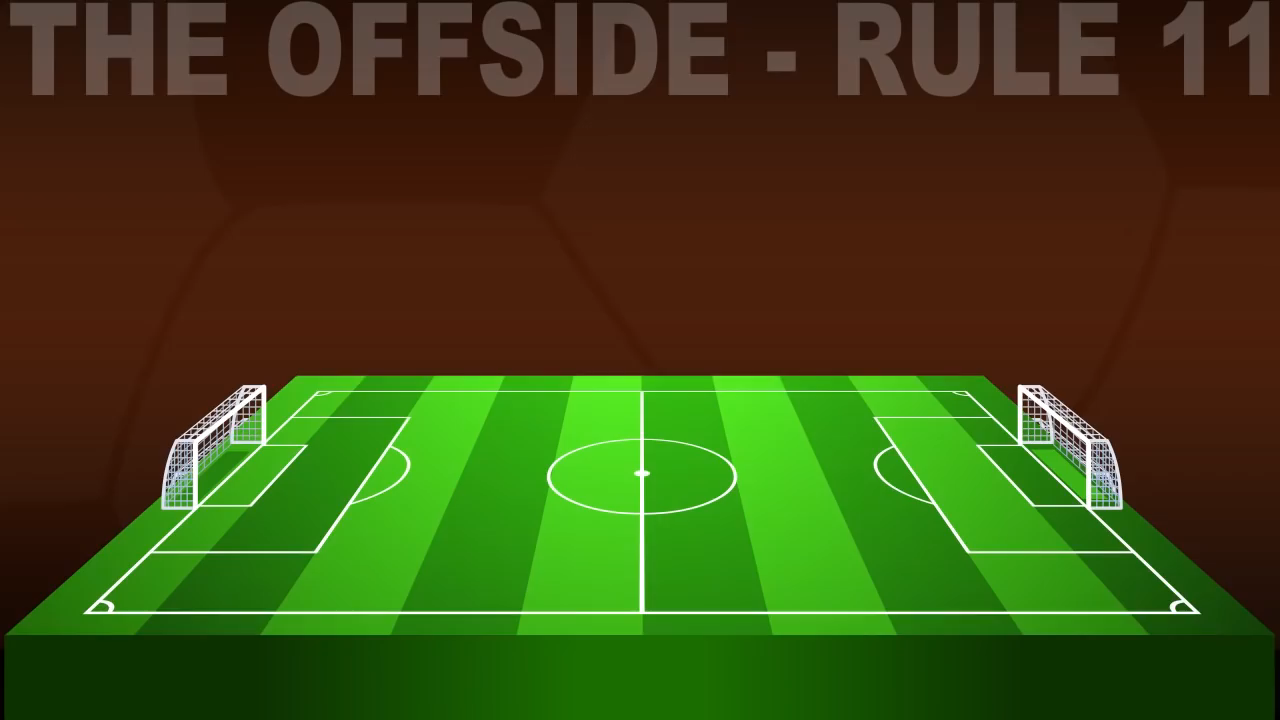 THE OFFSIDE - RULE 11